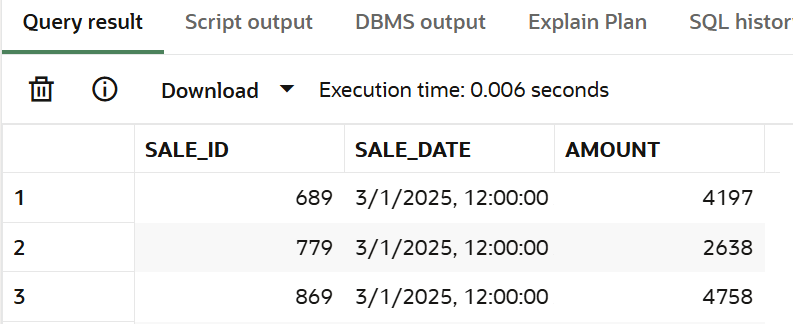 Query result Script output DBMS output Explain Plan SQL histor
Download Execution time: 0.006 seconds
SALE_ID SALE_DATE AMOUNT
1 689 3/1/2025, 12:00:00 4197
2 779 3/1/2025, 12:00:00 2638
3 869 3/1/2025, 12:00:00 4758